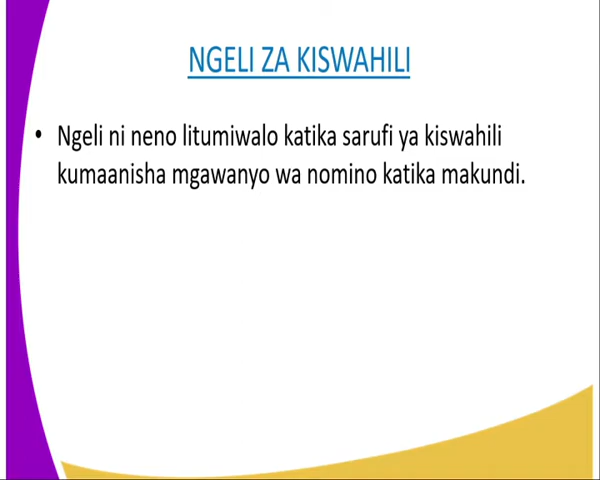 NGELI ZA KISWAHILI
• Ngeli ni neno litumiwalo katika sarufi ya kiswahili
kumaanisha mgawanyo wa nomino katika makundi.